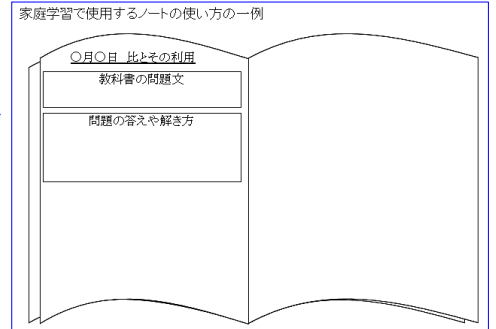 家庭学習で使用するノートの使い方の一例
〇月〇日　比とその利用
教科書の問題文
問題の答えや解き方